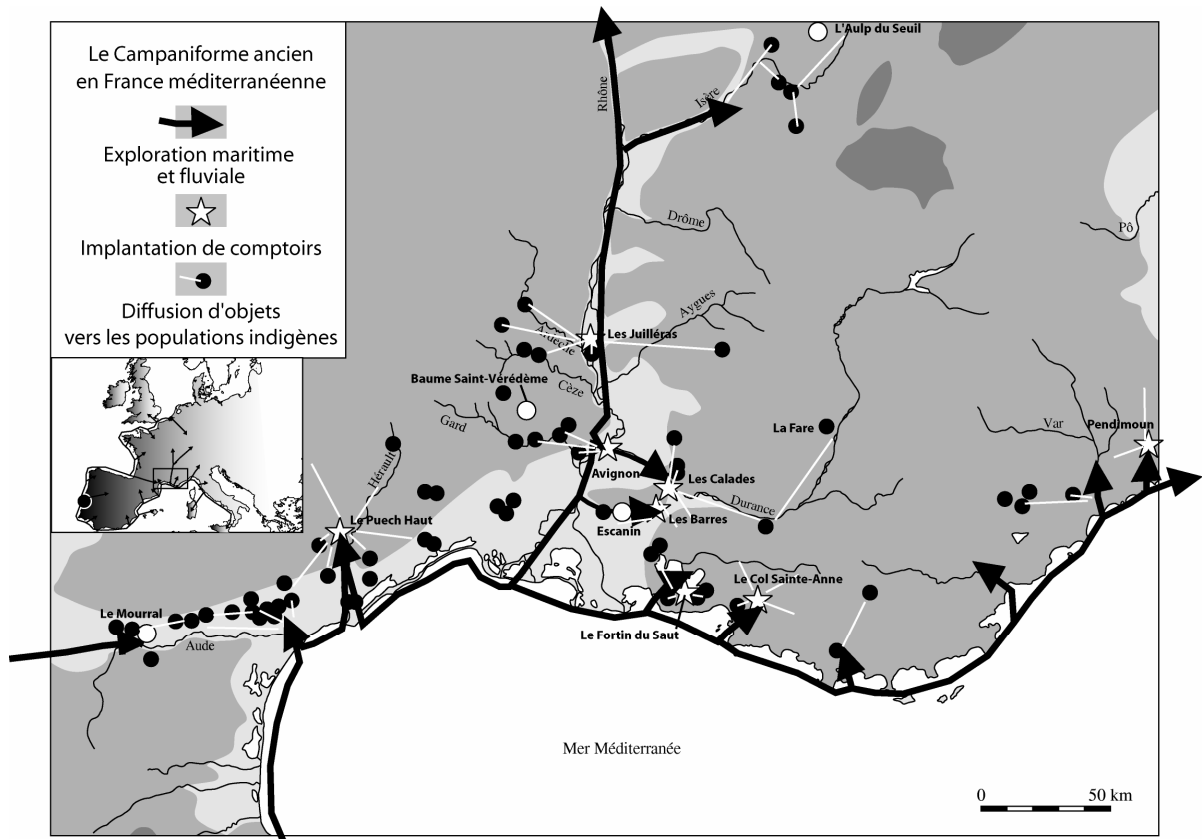 Le Campaniforme ancien
en France méditerranéenne
Exploration maritime
et fluviale
Implantation de comptoirs
Diffusion d'objets
vers les populations indigènes
L'Aulp du Seuil
Rhône
Isère
Drôme
Pô
Aygues
Les Juilléras
Ardèche
Baume Saint-Vérédème
Cèze
Gard
La Fare
Var
Pendimoun
Hérault
Avignon
Les Calades
Durance
Le Puech Haut
Escanin
Les Barres
Le Col Sainte-Anne
Le Mourral
Aude
Le Fortin du Saut
Mer Méditerranée
0 50 km